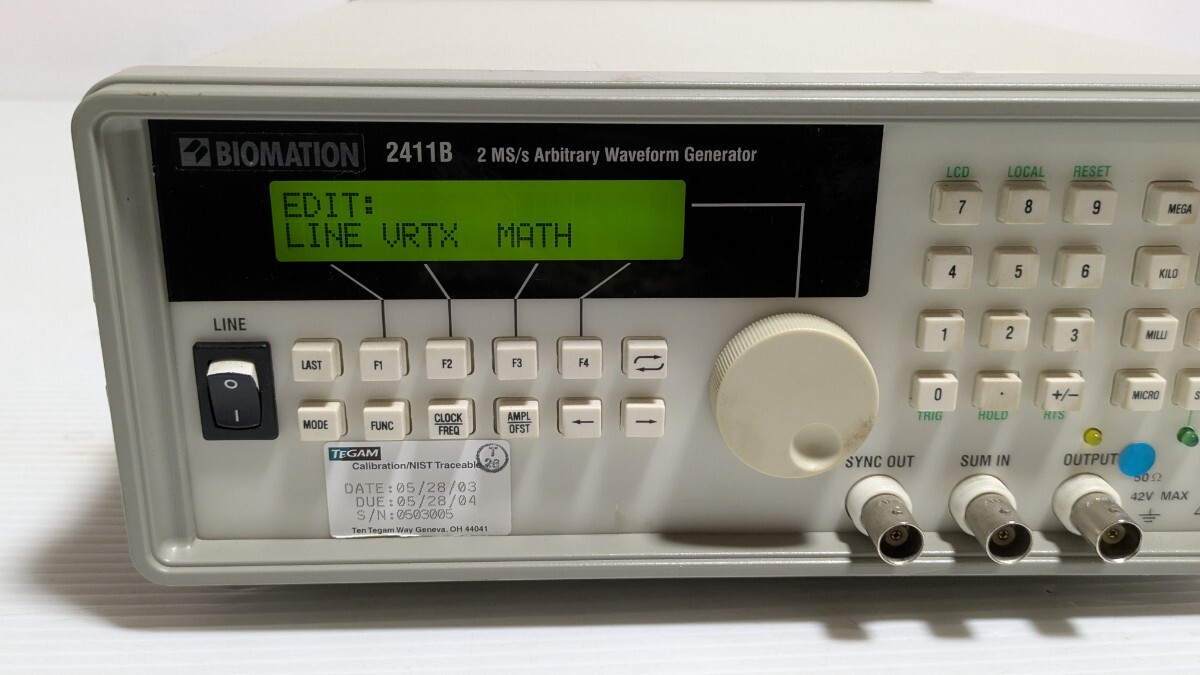 BIOMATION 2411B 2 MS/s Arbitrary Waveform Generator
EDIT:
LINE VRTX MATH
LCD LOCAL RESET
7 8 9 MEGA
4 5 6 KILO
1 2 3 MILLI
0 . +/− MICRO
TRIG HOLD RTS
LINE
O
I
LAST F1 F2 F3 F4
MODE FUNC CLOCK AMPL ← →
FREQ OFST
TEGAM
Calibration/NIST Traceable
T
28
DATE:05/28/03
DUE:05/28/04
S/N:0503005
Ten Tegam Way Geneva, OH 44041
SYNC OUT SUM IN OUTPUT
50Ω
42V MAX